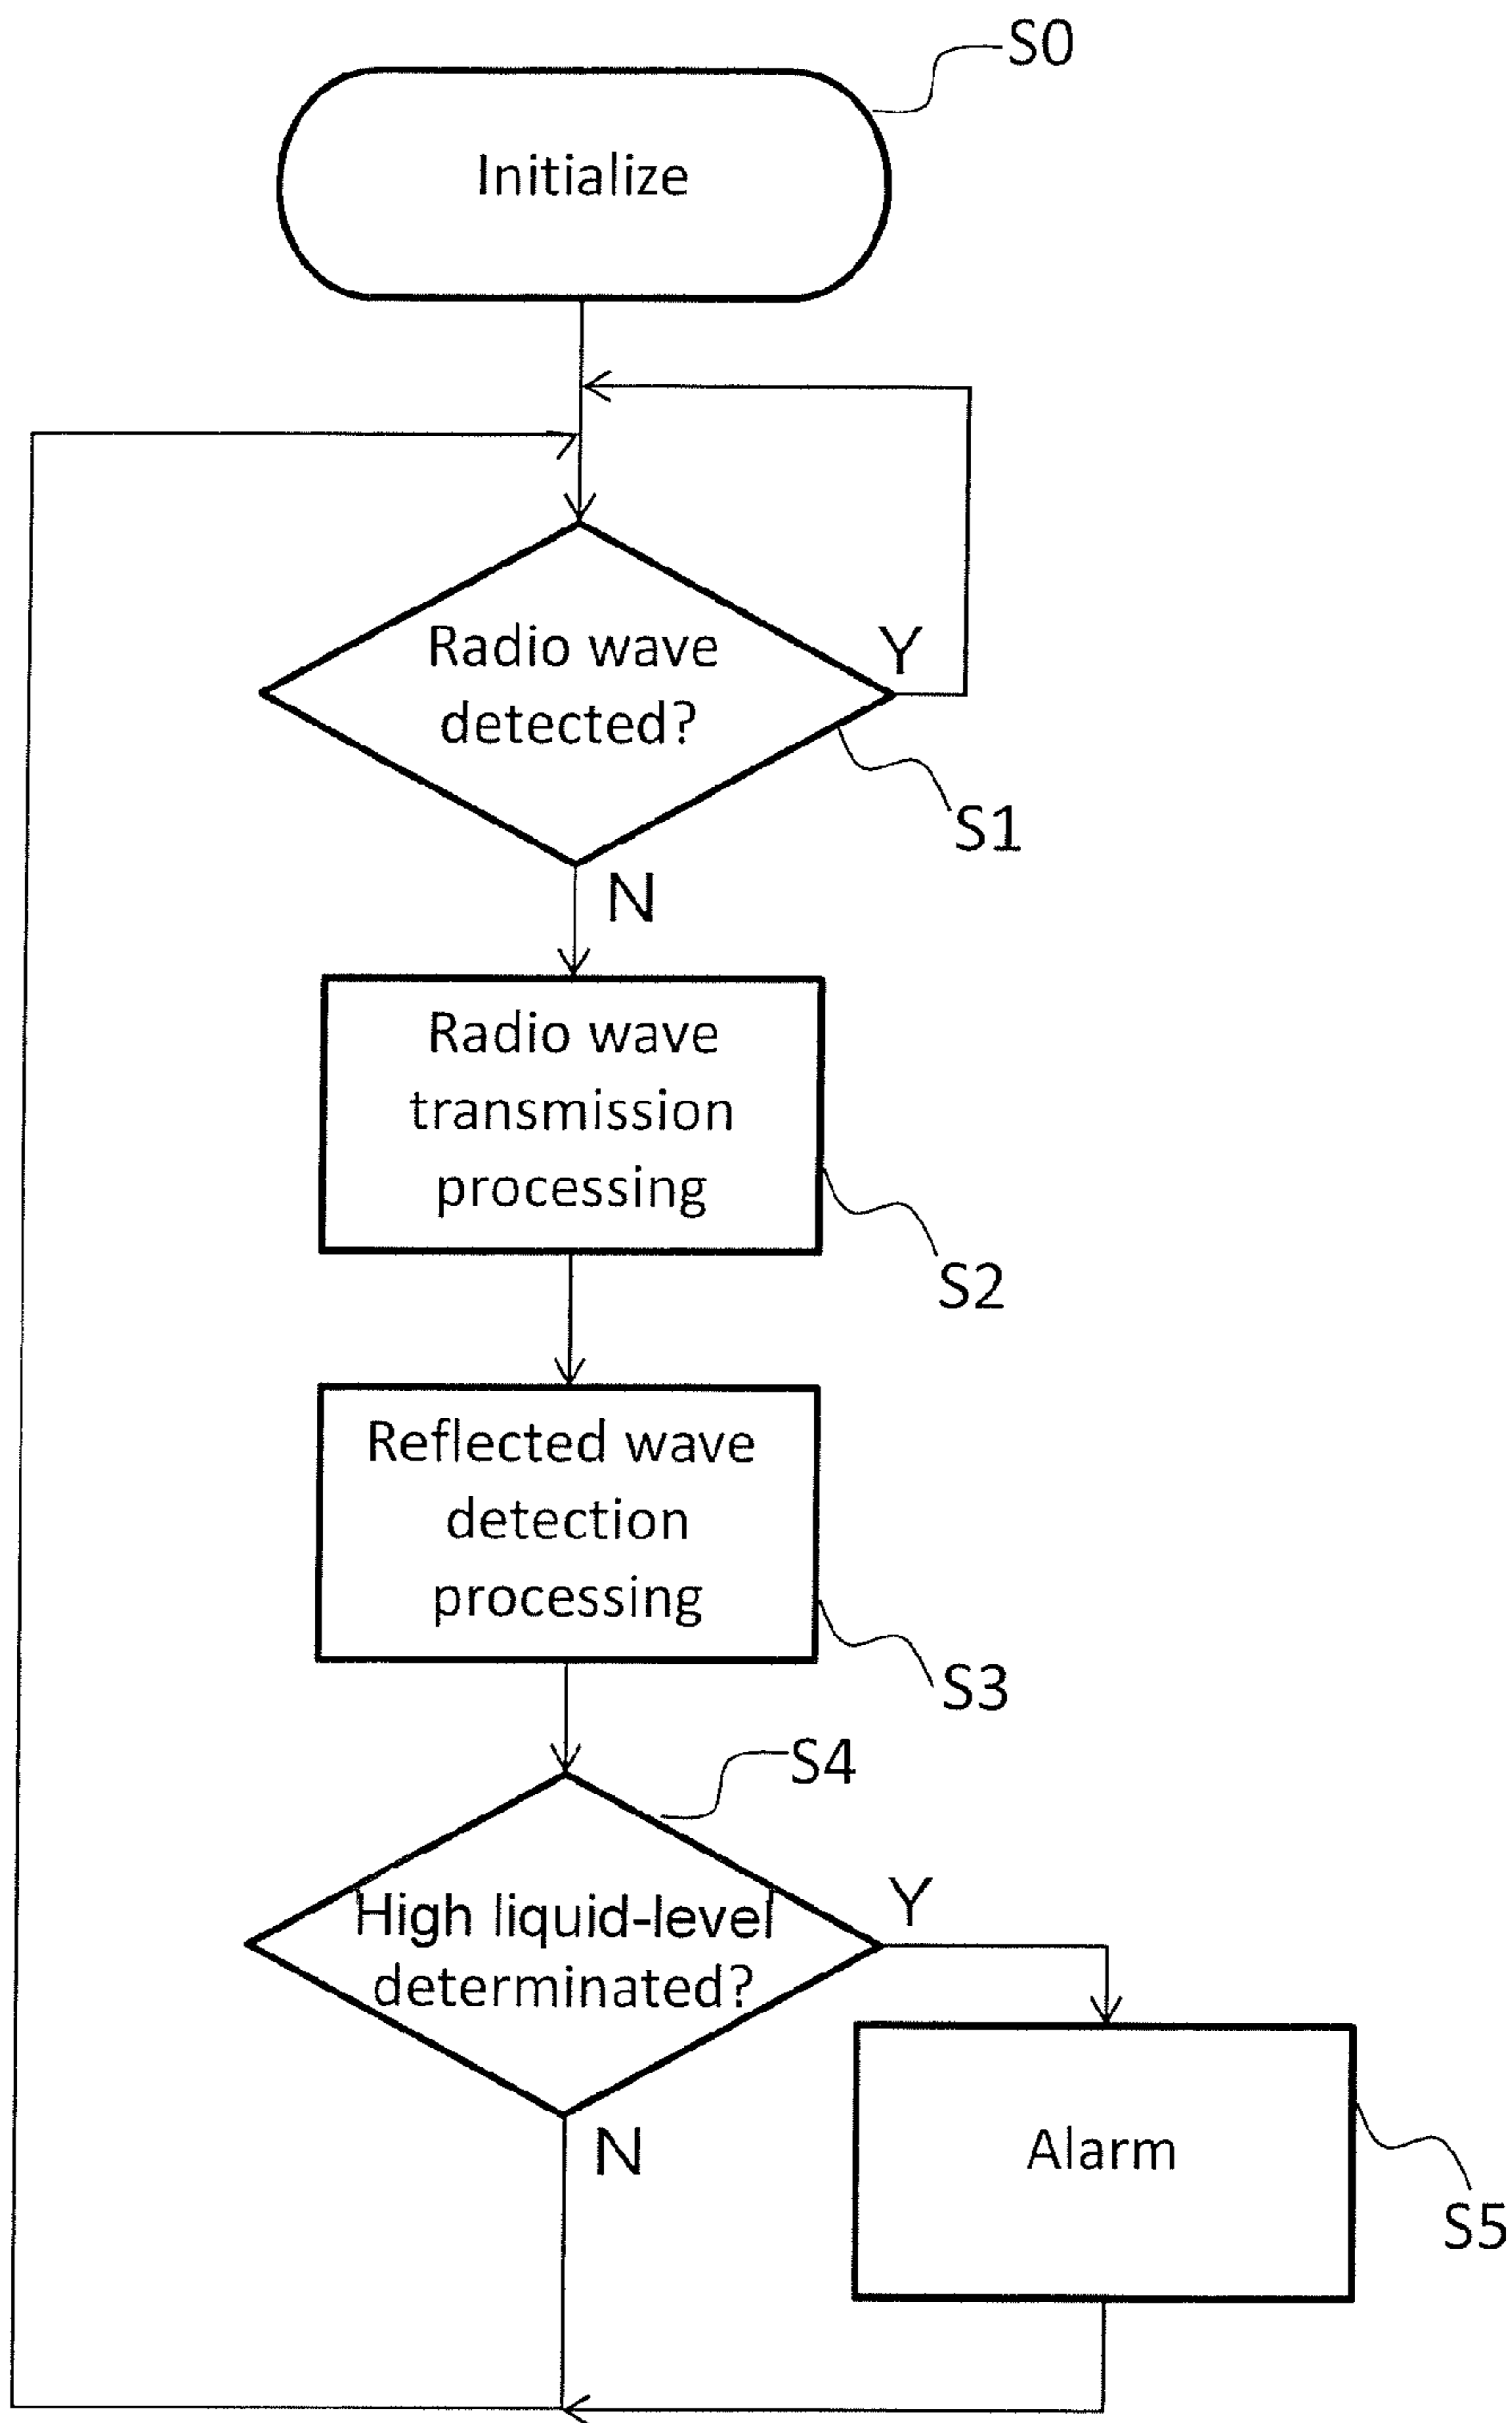 S0
Initialize
Radio wave
detected?
Y
S1
N
Radio wave
transmission
processing
S2
Reflected wave
detection
processing
S3
S4
High liquid-level
determinated?
Y
N
Alarm
S5